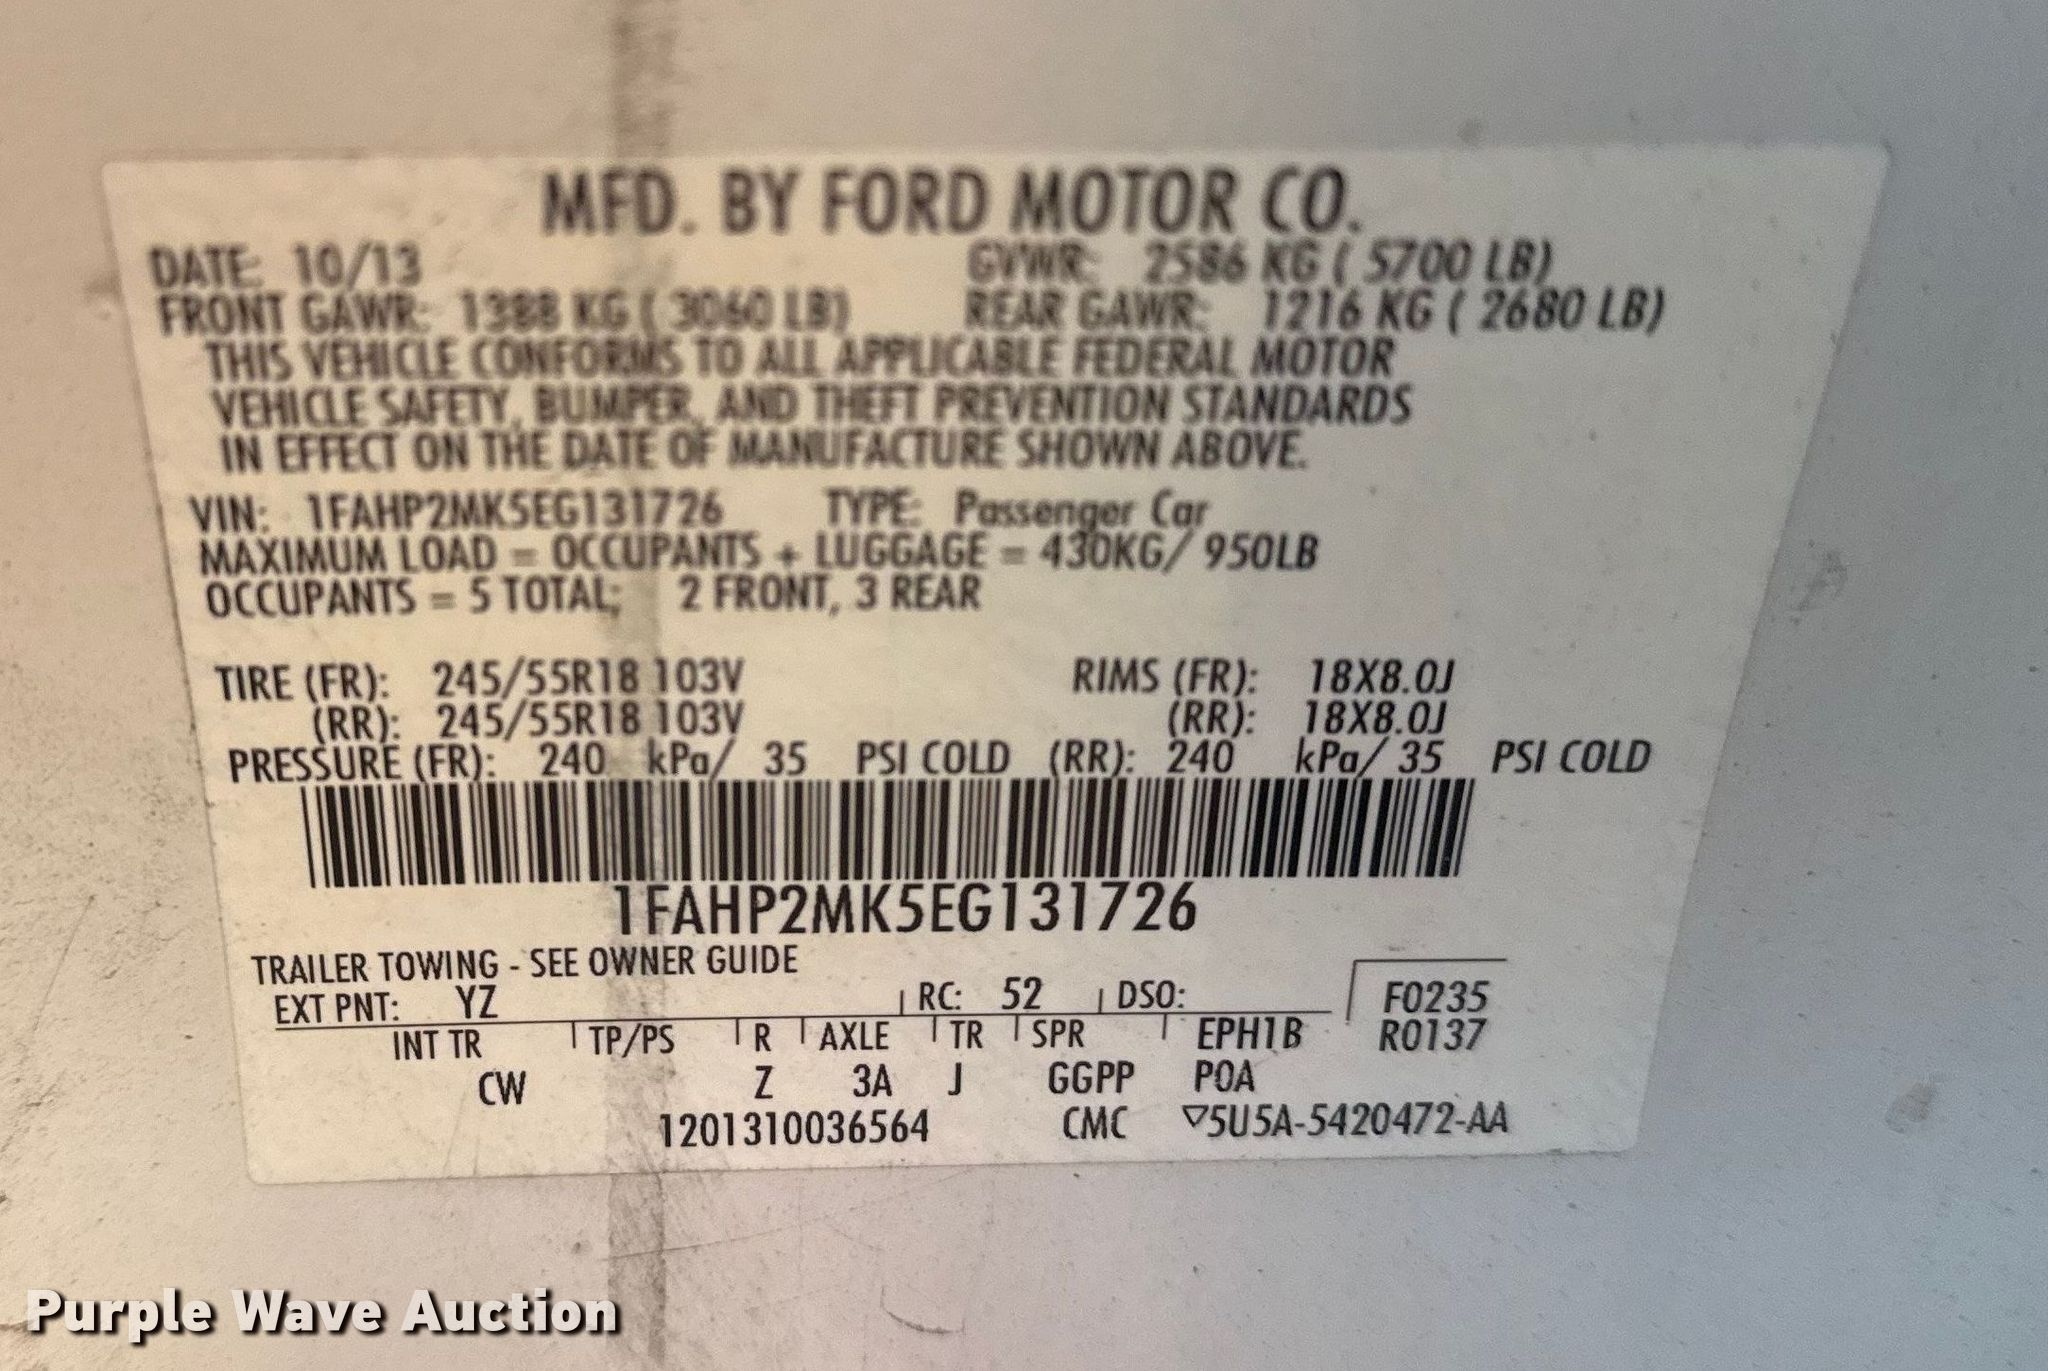 MFD. BY FORD MOTOR CO.
DATE: 10/13 GVWR: 2586 KG ( 5700 LB)
FRONT GAWR: 1388 KG ( 3060 LB) REAR GAWR: 1216 KG ( 2680 LB)
THIS VEHICLE CONFORMS TO ALL APPLICABLE FEDERAL MOTOR
VEHICLE SAFETY, BUMPER, AND THEFT PREVENTION STANDARDS
IN EFFECT ON THE DATE OF MANUFACTURE SHOWN ABOVE.
VIN: 1FAHP2MK5EG131726 TYPE: Passenger Car
MAXIMUM LOAD = OCCUPANTS + LUGGAGE = 430KG/ 950LB
OCCUPANTS = 5 TOTAL; 2 FRONT, 3 REAR
TIRE (FR): 245/55R18 103V RIMS (FR): 18X8.0J
(RR): 245/55R18 103V (RR): 18X8.0J
PRESSURE (FR): 240 kPa/ 35 PSI COLD (RR): 240 kPa/ 35 PSI COLD
1FAHP2MK5EG131726
TRAILER TOWING - SEE OWNER GUIDE
EXT PNT: YZ RC: 52 DSO: F0235
INT TR TP/PS R AXLE TR SPR EPH1B R0137
CW Z 3A J GGPP P0A
1201310036564 CMC ▽5U5A-5420472-AA
Purple Wave Auction